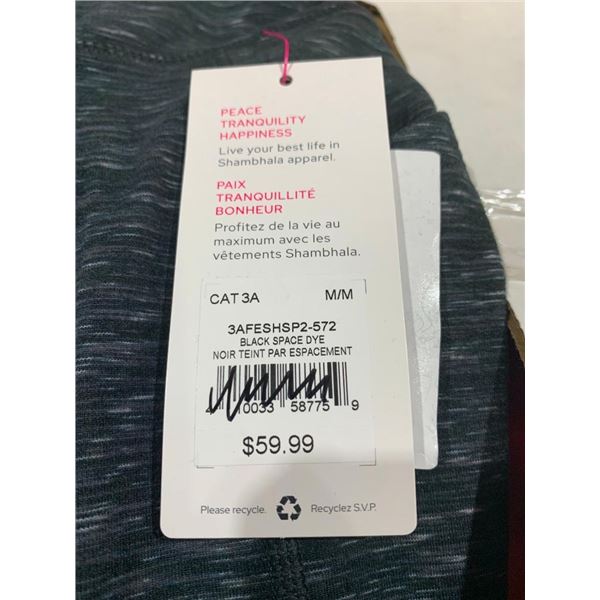 PEACE
TRANQUILITY
HAPPINESS
Live your best life in
Shambhala apparel.
PAIX
TRANQUILLITÉ
BONHEUR
Profitez de la vie au
maximum avec les
vêtements Shambhala.
CAT 3A M/M
3AFESHSP2-572
BLACK SPACE DYE
NOIR TEINT PAR ESPACEMENT
10033 58775 9
$59.99
Please recycle. Recyclez S.V.P.